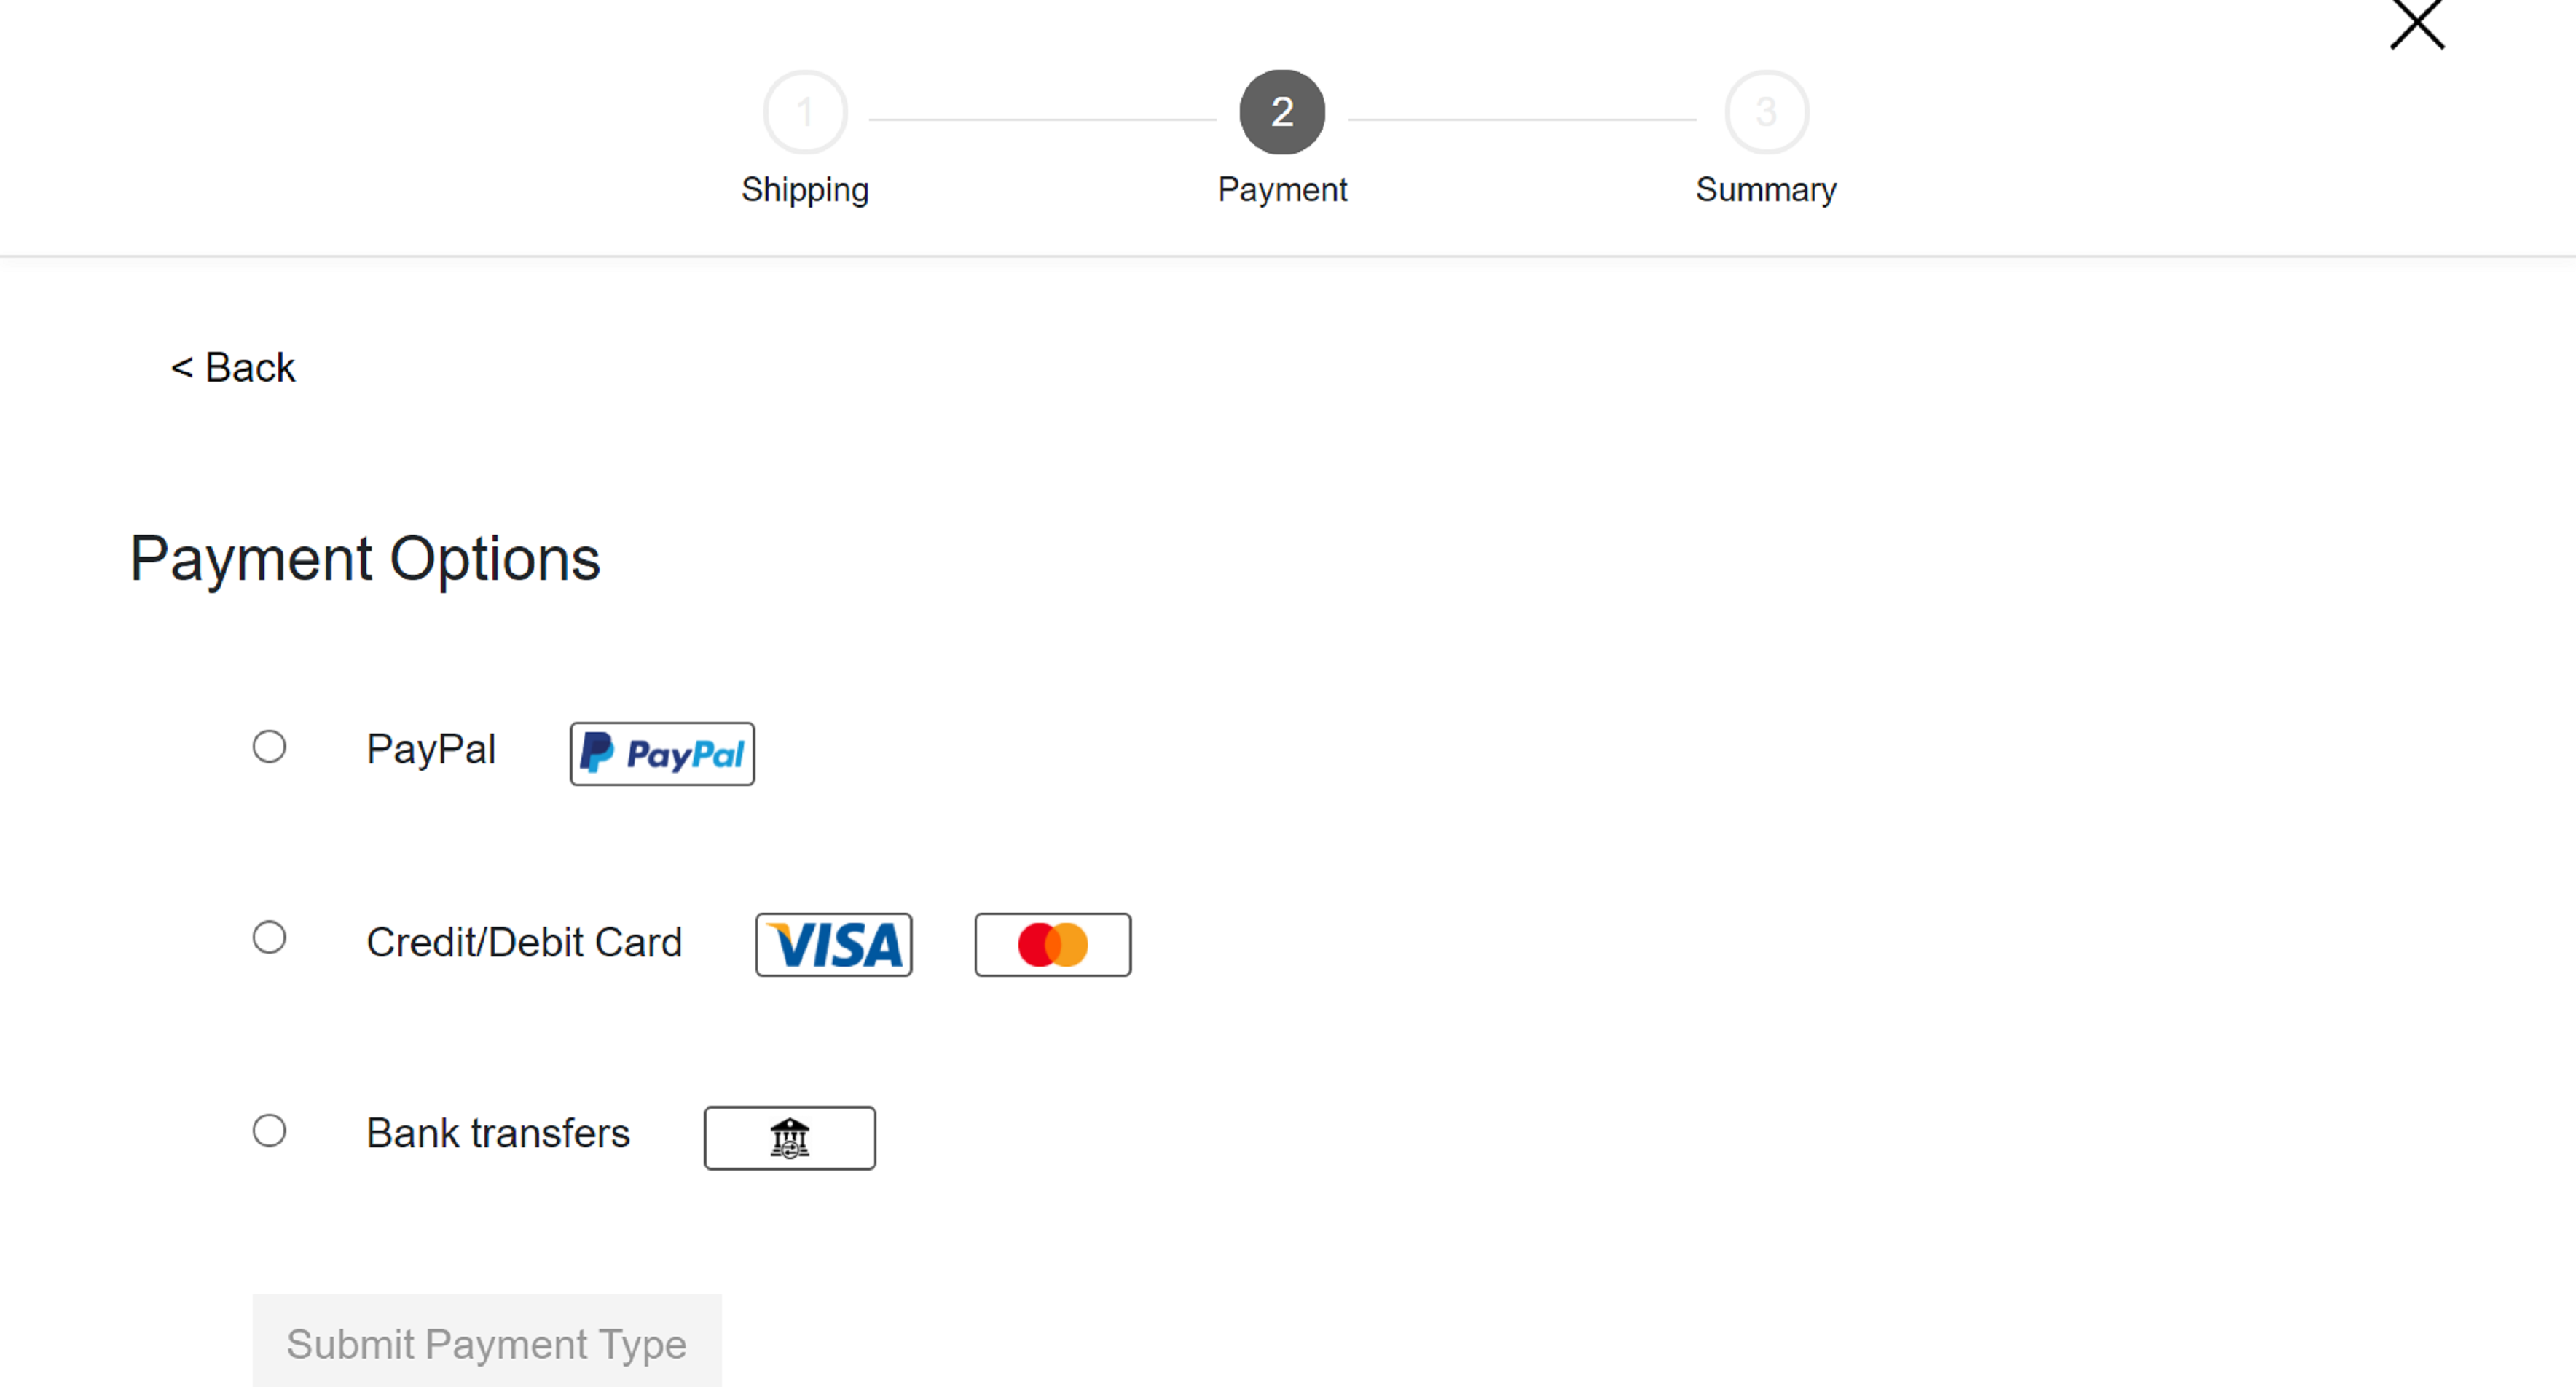 1 2 3
Shipping Payment Summary
< Back
Payment Options
PayPal PayPal
Credit/Debit Card VISA
Bank transfers
Submit Payment Type